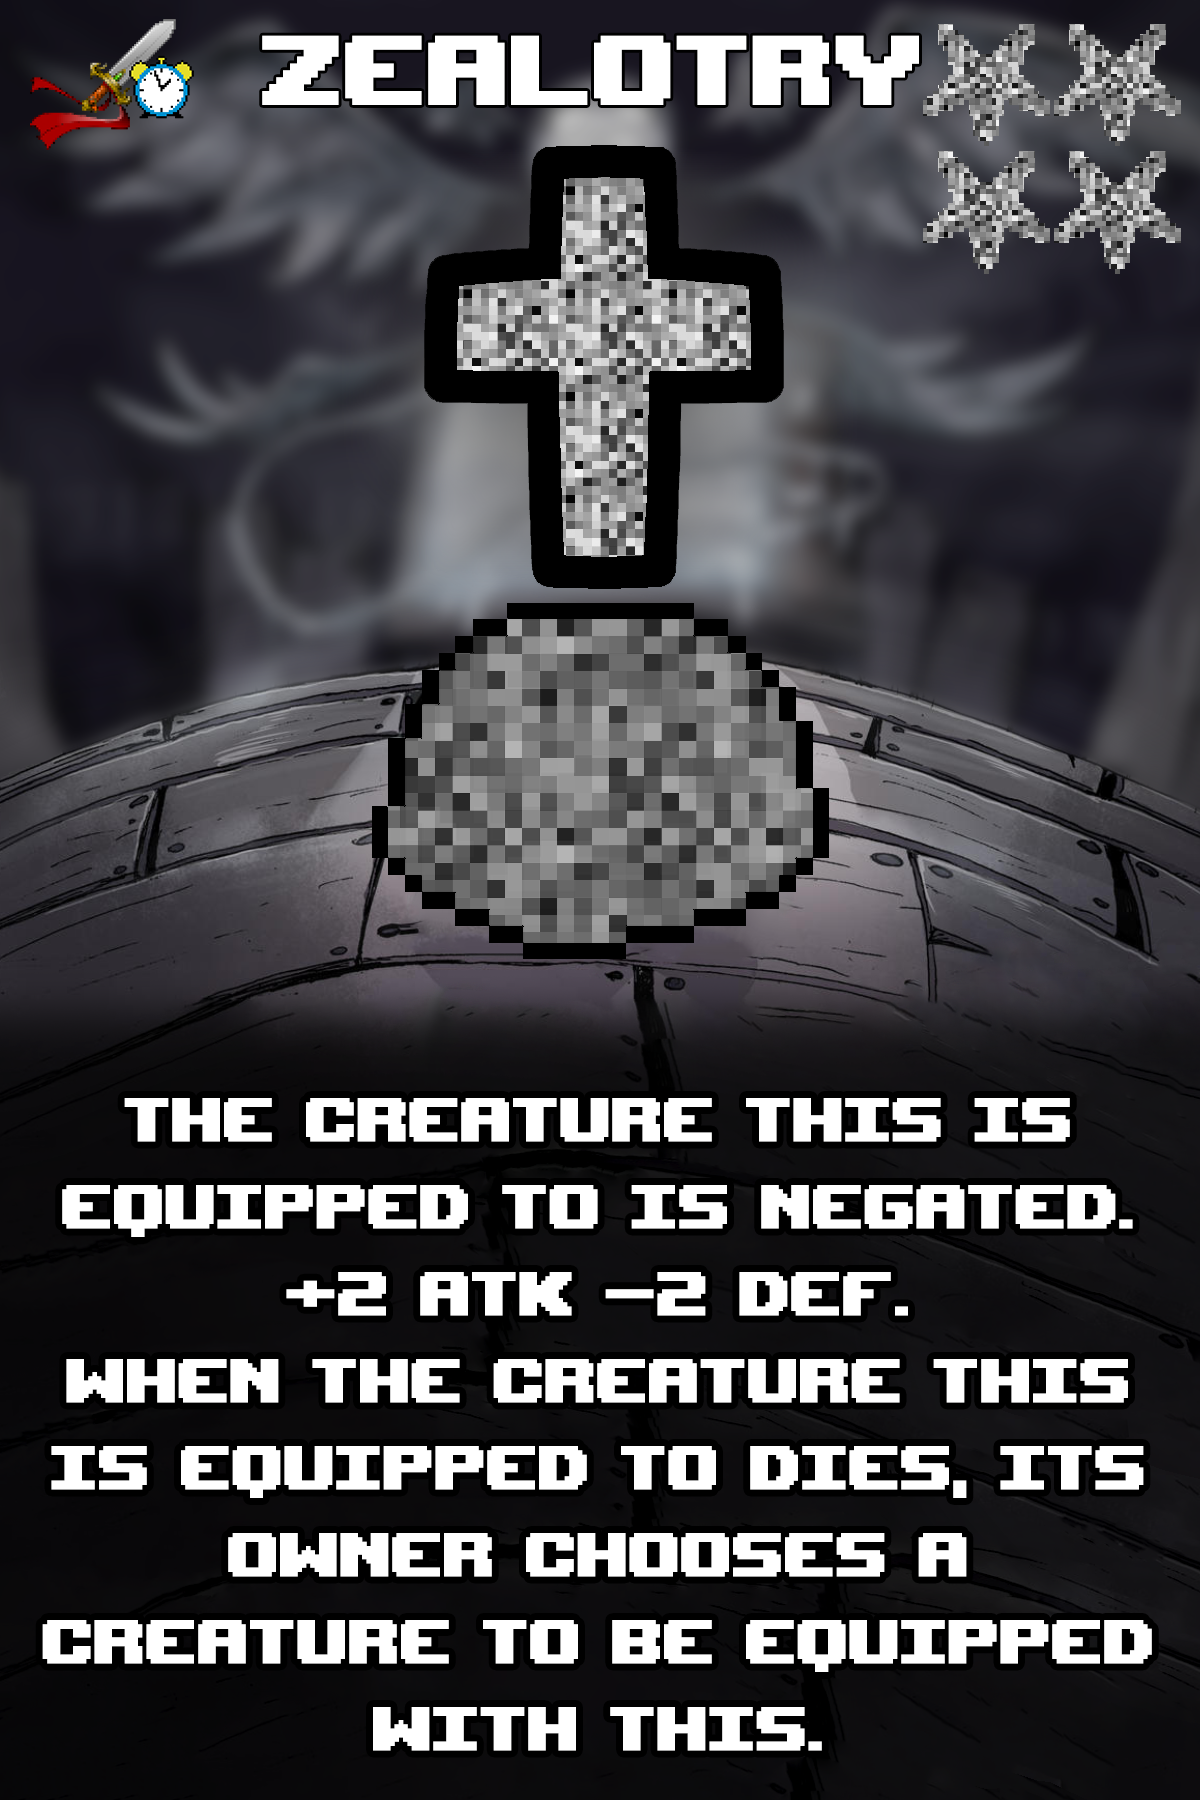 ZEALOTRY
THE CREATURE THIS IS
EQUIPPED TO IS NEGATED.
+2 ATK -2 DEF.
WHEN THE CREATURE THIS
IS EQUIPPED TO DIES, ITS
OWNER CHOOSES A
CREATURE TO BE EQUIPPED
WITH THIS.